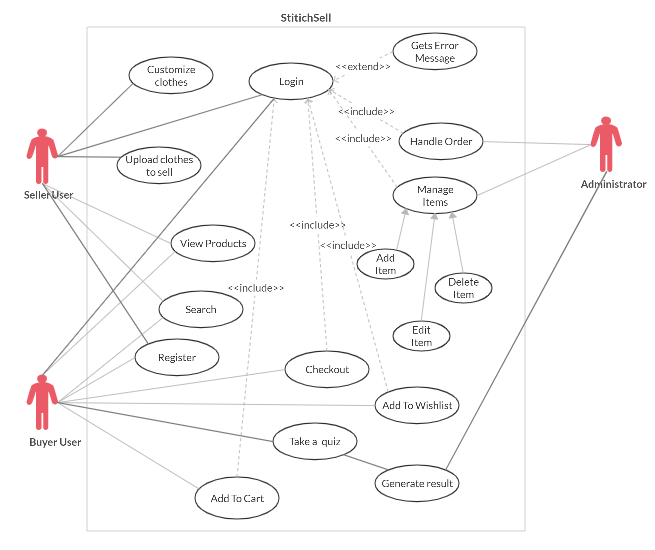 StitichSell
Gets Error
Message
<<extend>>
Customize
clothes
Login
<<include>>
Handle Order
<<include>>
Upload clothes
to sell
Seller User
Administrator
Manage
Items
<<include>>
View Products
<<include>>
Add
Item
Delete
Item
<<include>>
Search
Edit
Item
Register
Checkout
Add To Wishlist
Buyer User
Take a quiz
Generate result
Add To Cart